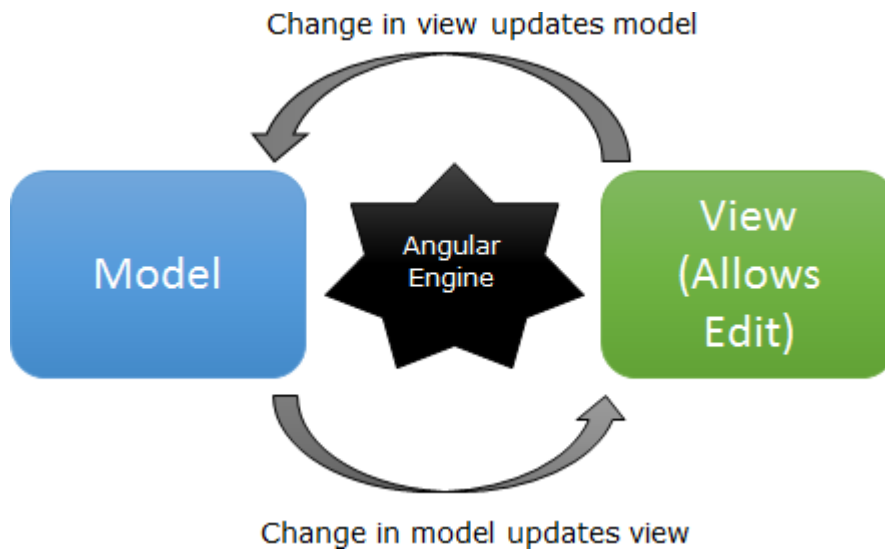 Change in view updates model
Model
Angular
Engine
View
(Allows
Edit)
Change in model updates view